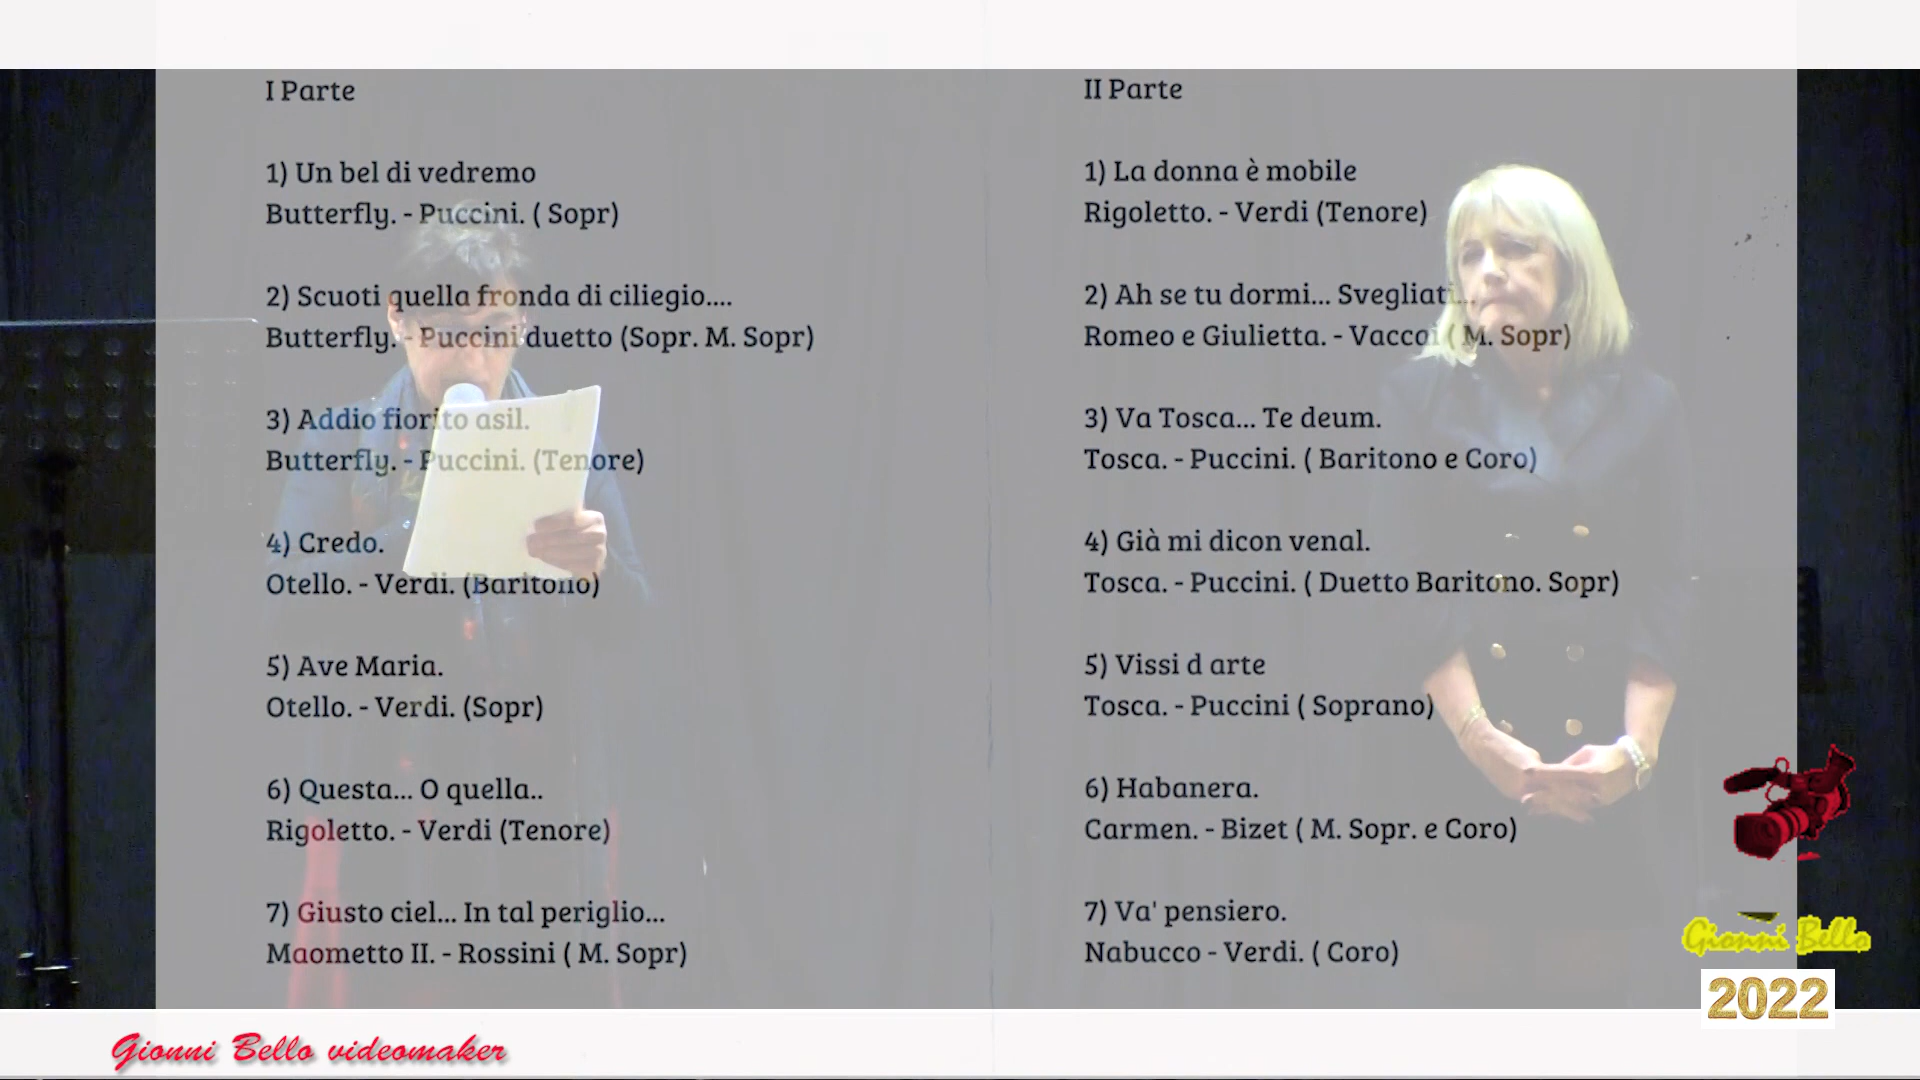 I Parte
1) Un bel di vedremo
Butterfly. - Puccini. ( Sopr)
2) Scuoti quella fronda di ciliegio....
Butterfly. - Puccini duetto (Sopr. M. Sopr)
3) Addio fiorito asil.
Butterfly. - Puccini. (Tenore)
4) Credo.
Otello. - Verdi. (Baritono)
5) Ave Maria.
Otello. - Verdi. (Sopr)
6) Questa... O quella..
Rigoletto. - Verdi (Tenore)
7) Giusto ciel... In tal periglio...
Maometto II. - Rossini ( M. Sopr)
II Parte
1) La donna è mobile
Rigoletto. - Verdi (Tenore)
2) Ah se tu dormi... Svegliati...
Romeo e Giulietta. - Vaccai ( M. Sopr)
3) Va Tosca... Te deum.
Tosca. - Puccini. ( Baritono e Coro)
4) Già mi dicon venal.
Tosca. - Puccini. ( Duetto Baritono. Sopr)
5) Vissi d arte
Tosca. - Puccini ( Soprano)
6) Habanera.
Carmen. - Bizet ( M. Sopr. e Coro)
7) Va' pensiero.
Nabucco - Verdi. ( Coro)
Gionni Bello
2022
Gionni Bello videomaker